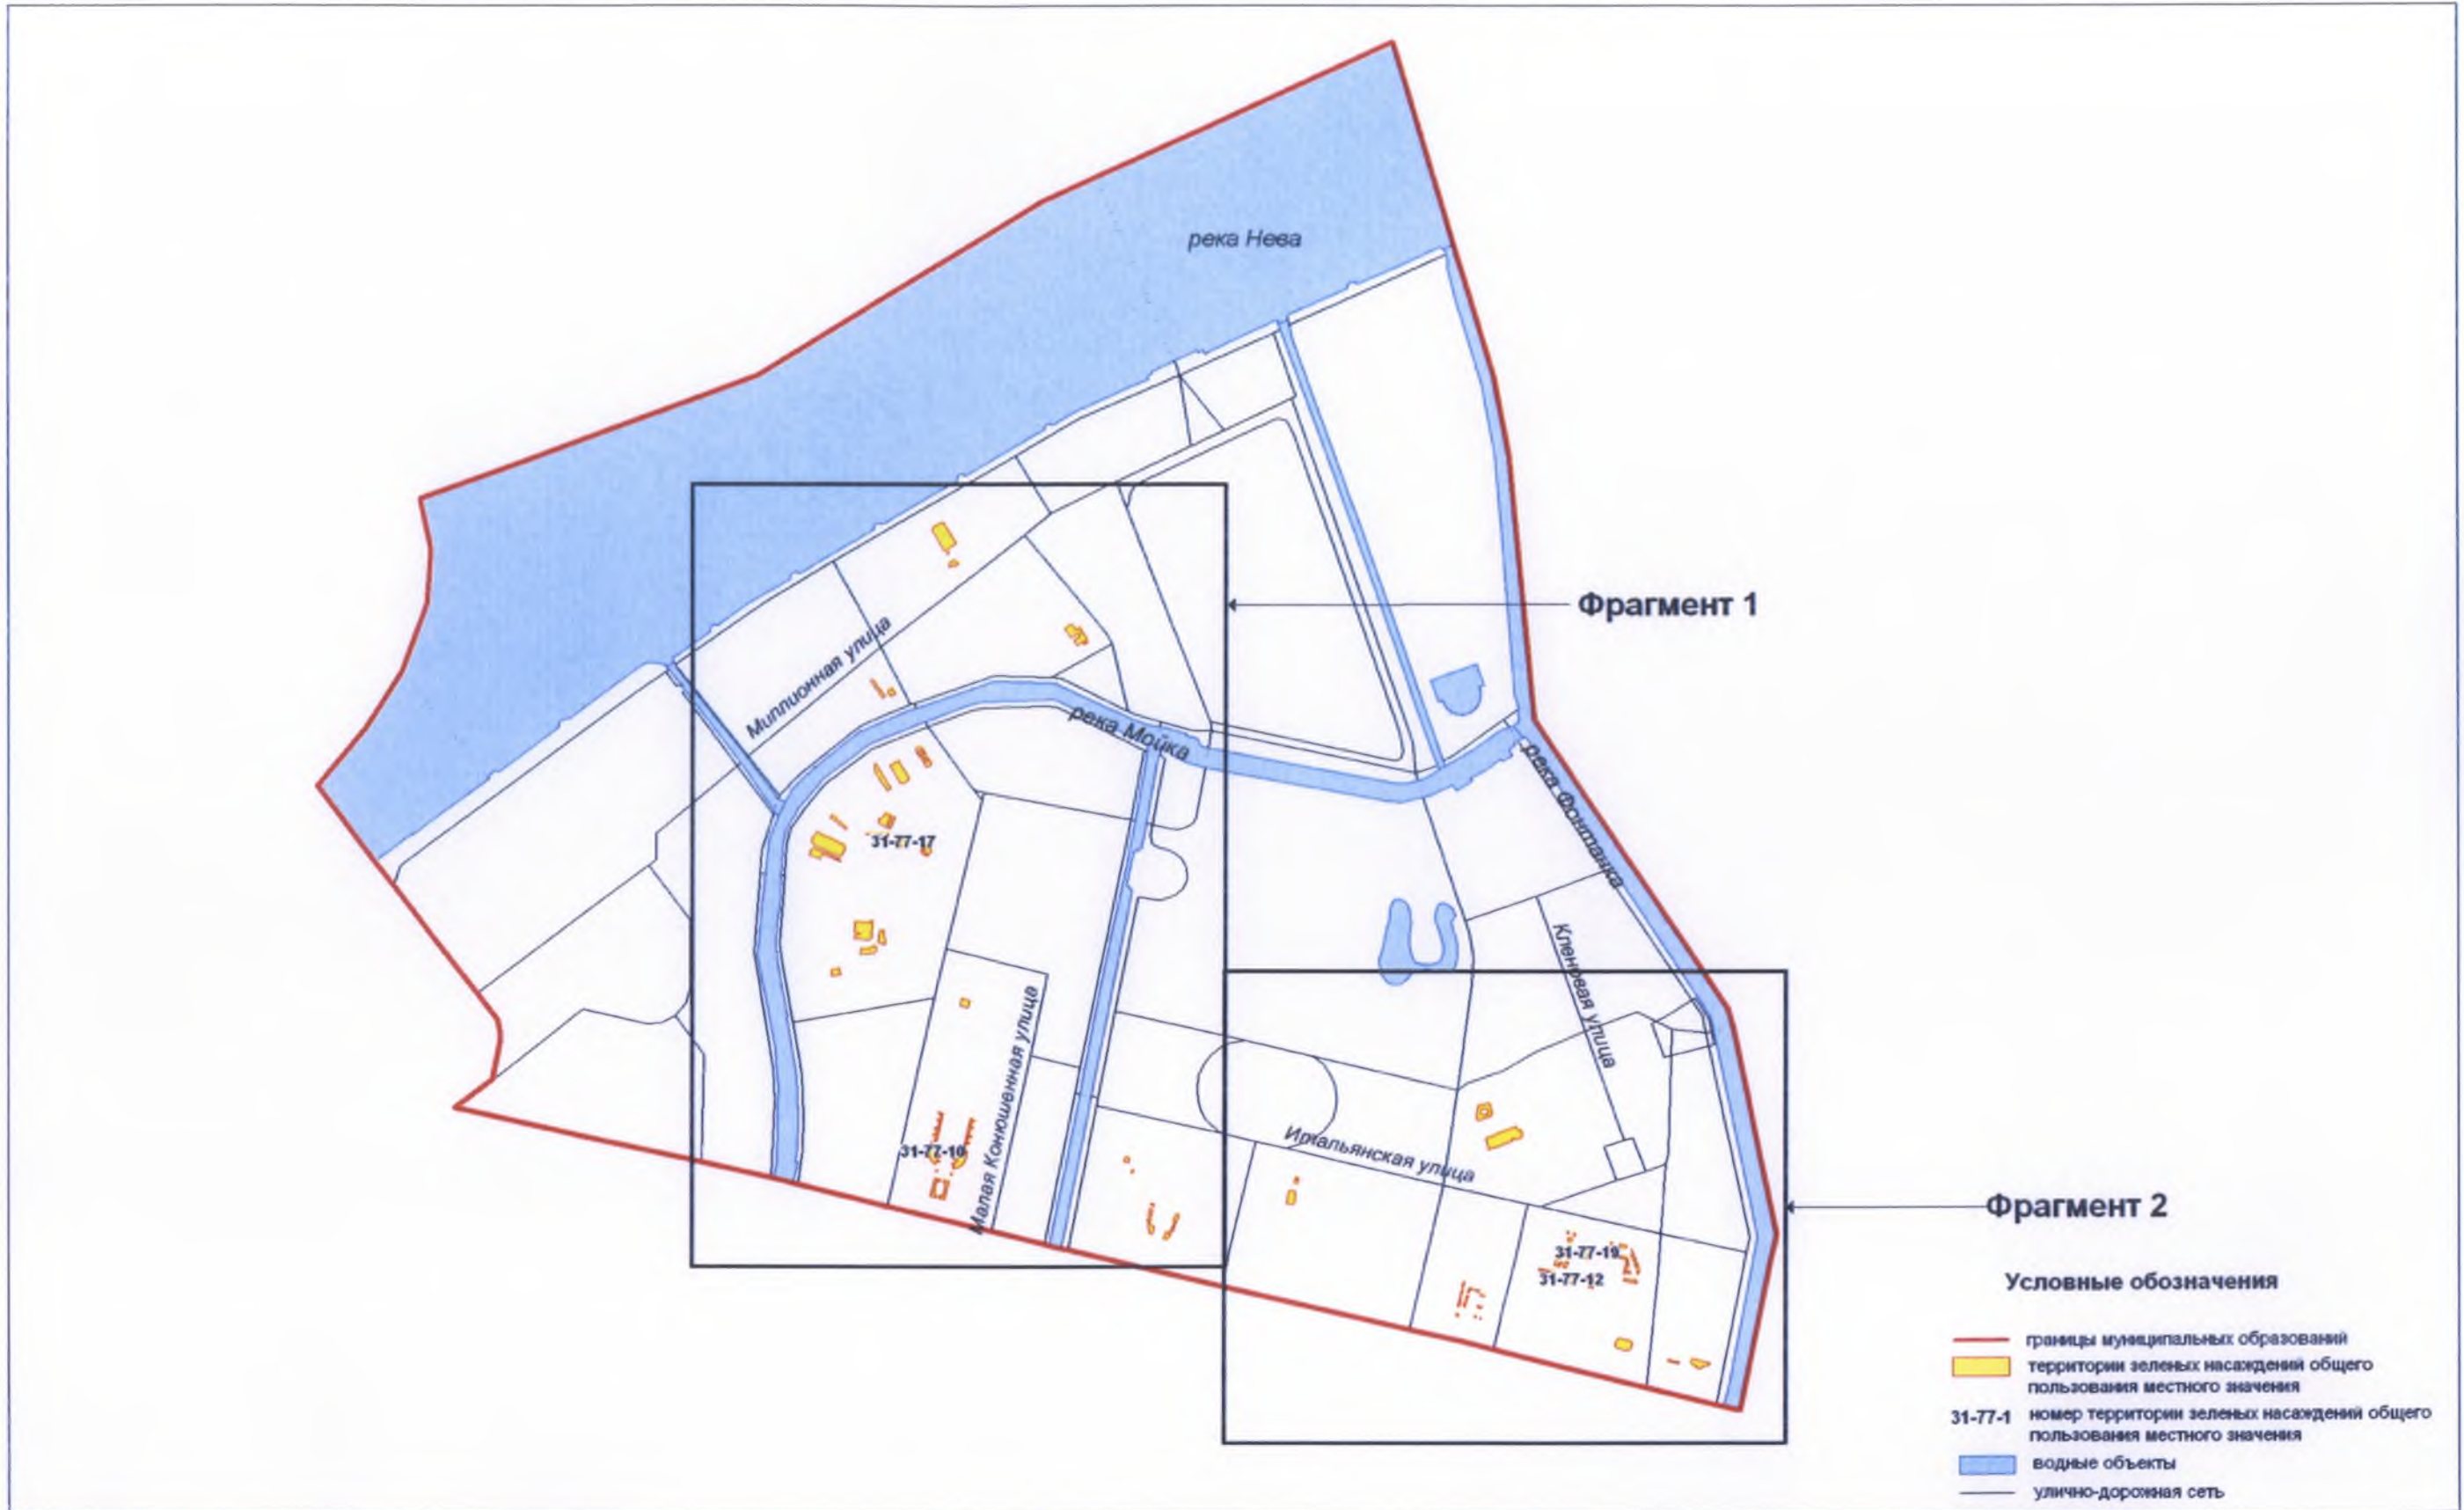 река Нева
Фрагмент 1
Миллионная улица
река Мойка
река Фонтанка
31-77-17
Кленовая улица
Малая Конюшенная улица
31-77-10
Итальянская улица
Фрагмент 2
31-77-19
31-77-12
Условные обозначения
границы муниципальных образований
территории зеленых насаждений общего
пользования местного значения
31-77-1 номер территории зеленых насаждений общего
пользования местного значения
водные объекты
улично-дорожная сеть